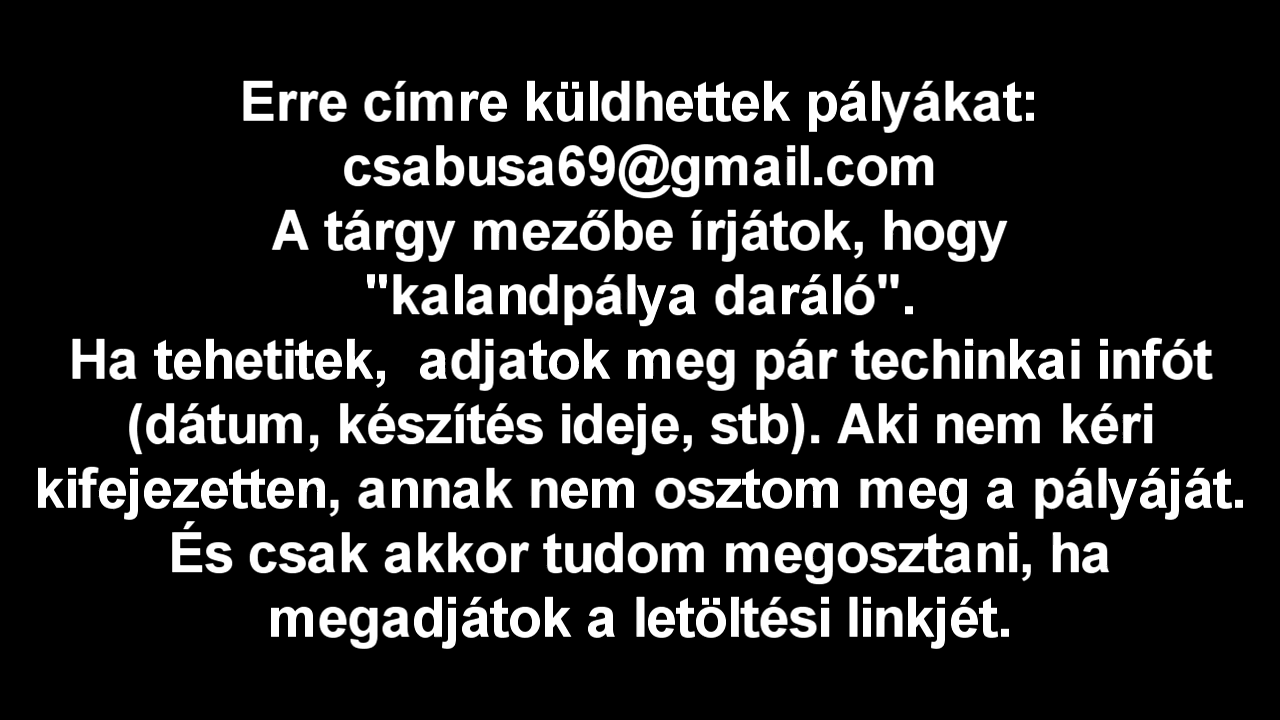 Erre címre küldhettek pályákat:
csabusa69@gmail.com
A tárgy mezőbe írjátok, hogy
"kalandpálya daráló".
Ha tehetitek,  adjatok meg pár techinkai infót
(dátum, készítés ideje, stb). Aki nem kéri
kifejezetten, annak nem osztom meg a pályáját.
És csak akkor tudom megosztani, ha
megadjátok a letöltési linkjét.